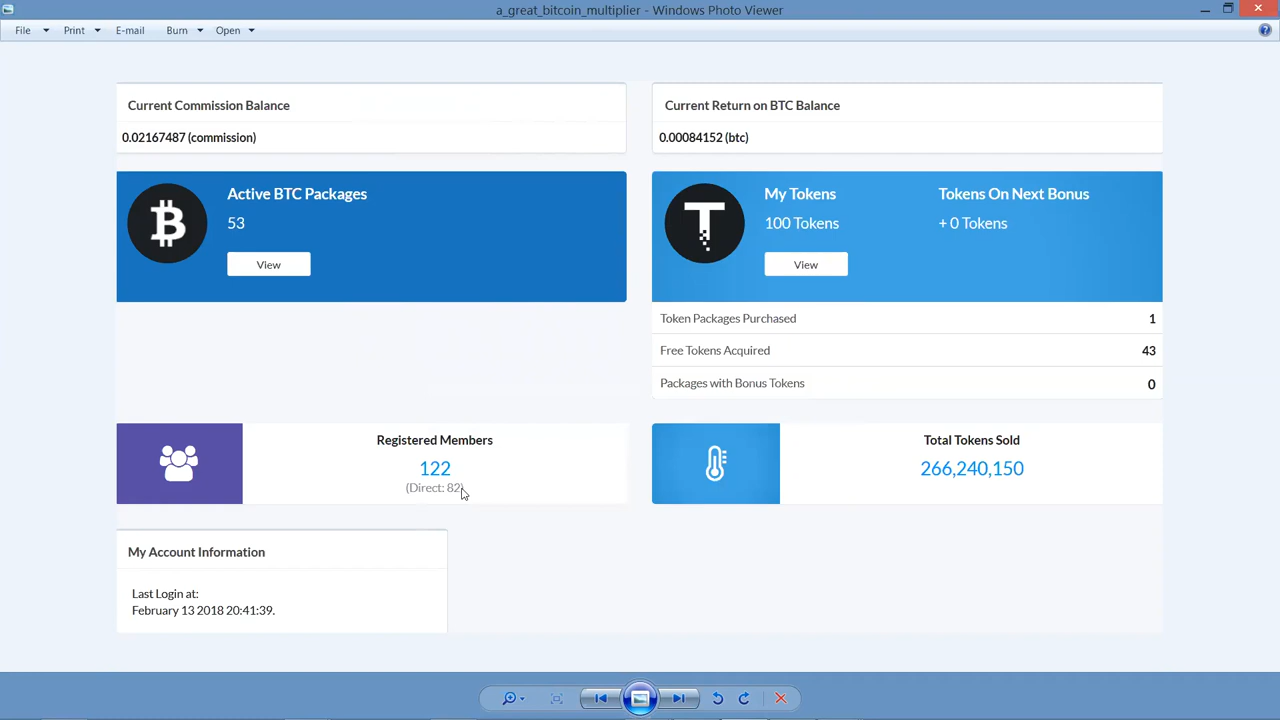 a_great_bitcoin_multiplier - Windows Photo Viewer
File Print E-mail Burn Open
Current Commission Balance
0.02167487 (commission)
Current Return on BTC Balance
0.00084152 (btc)
Active BTC Packages
53
View
My Tokens
100 Tokens
View
Tokens On Next Bonus
+ 0 Tokens
Token Packages Purchased 1
Free Tokens Acquired 43
Packages with Bonus Tokens 0
Registered Members
122
(Direct: 82)
Total Tokens Sold
266,240,150
My Account Information
Last Login at:
February 13 2018 20:41:39.